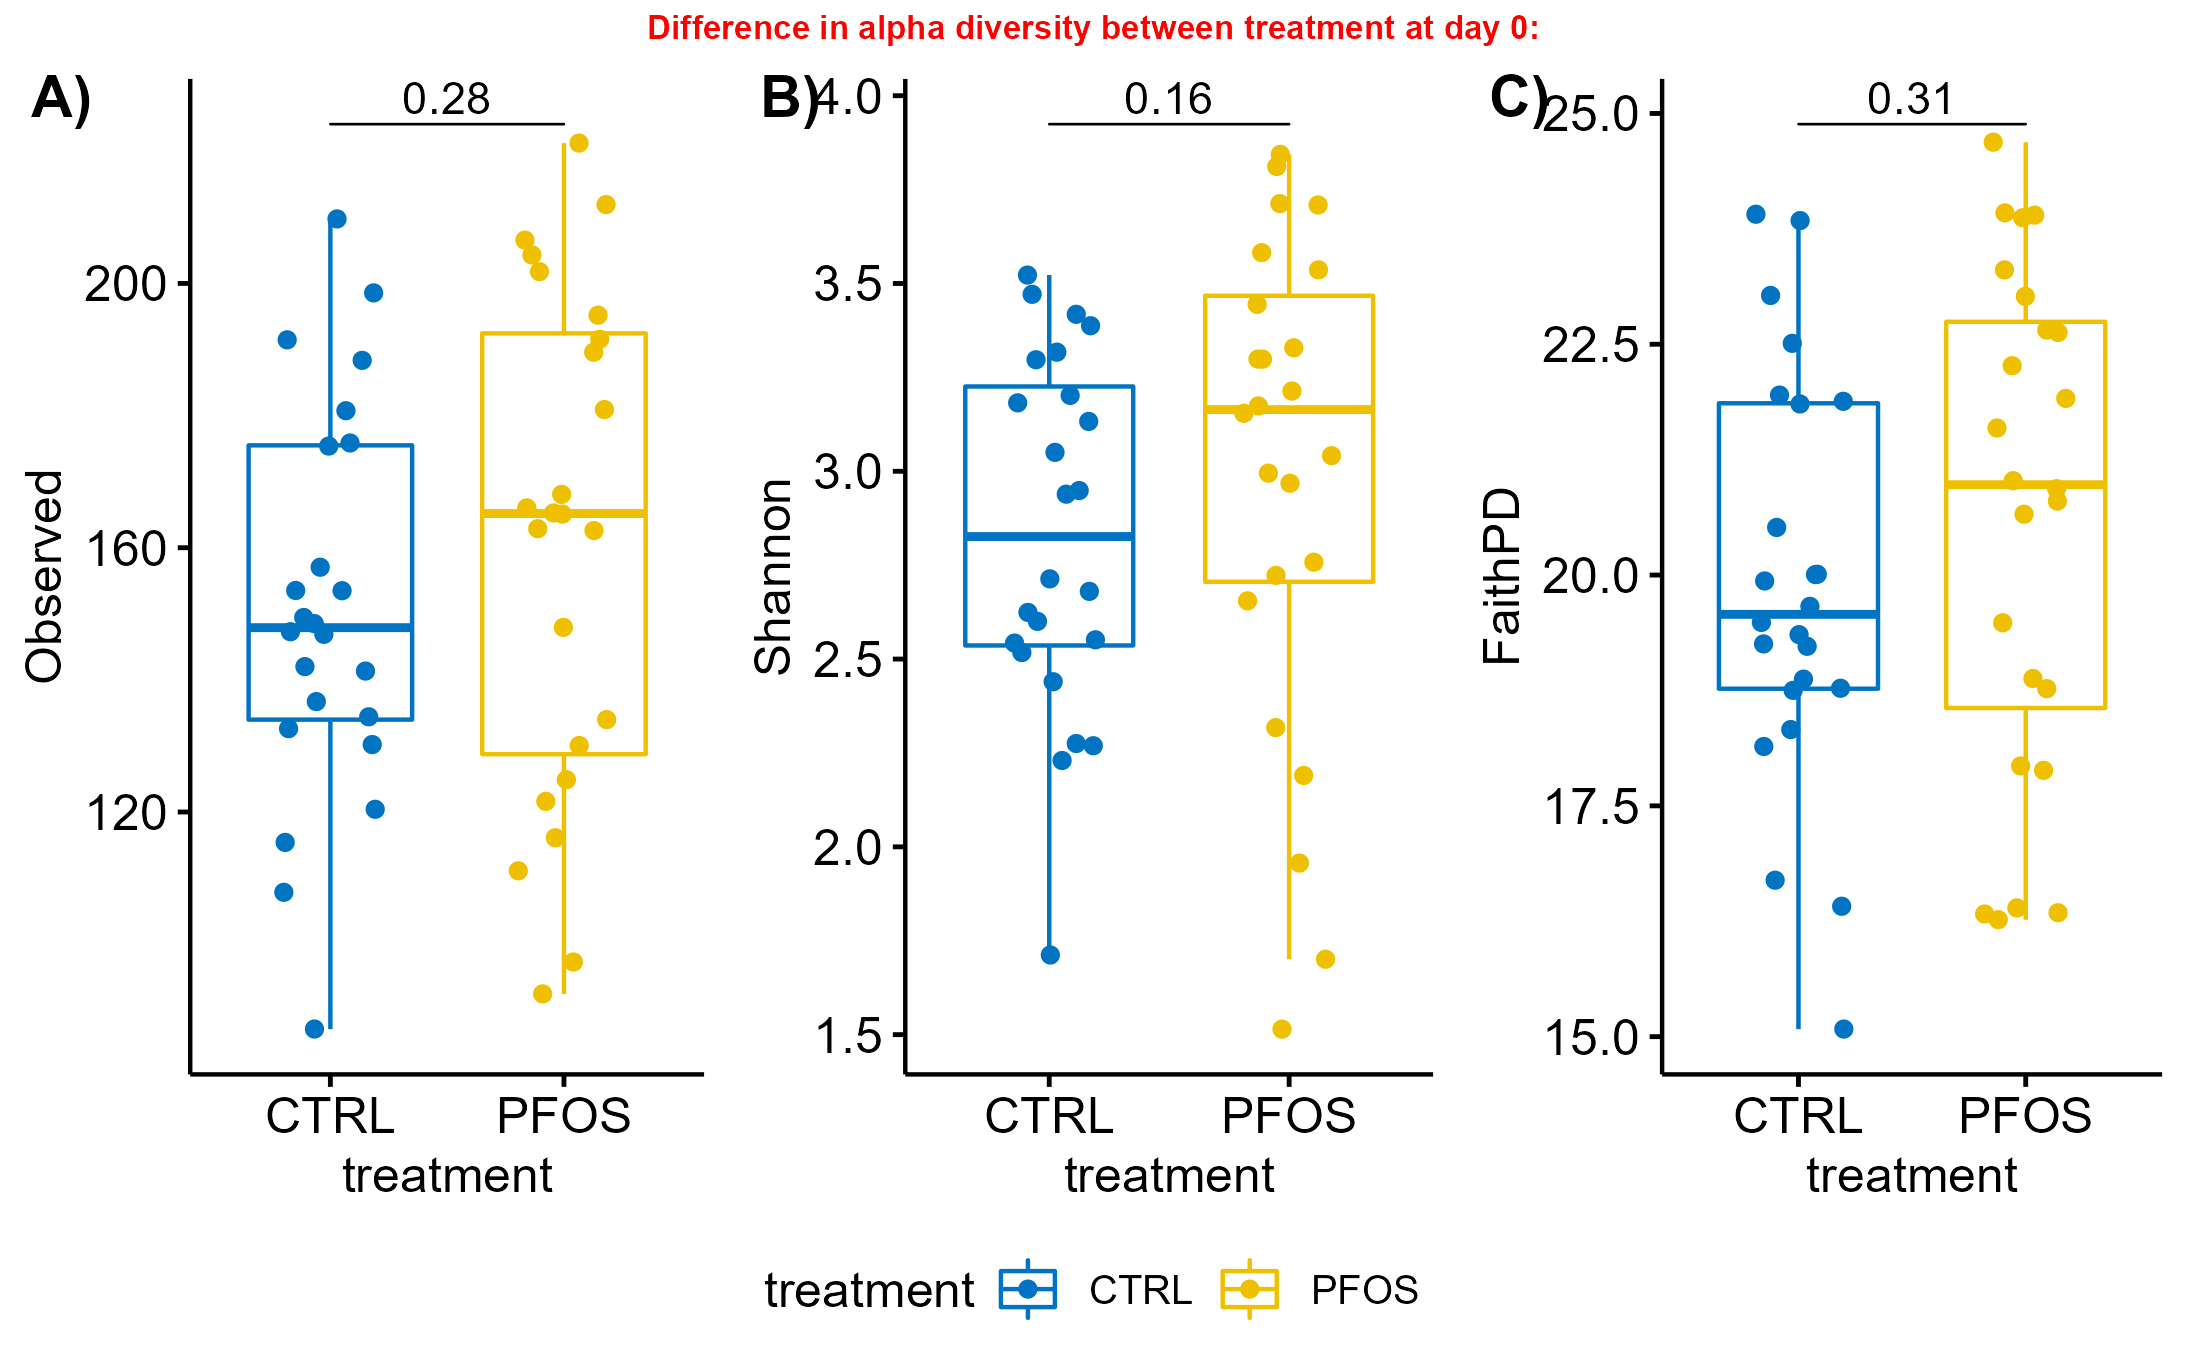 Difference in alpha diversity between treatment at day 0:
A)
0.28
Observed
200
160
120
CTRL PFOS
treatment
B)
0.16
Shannon
4.0
3.5
3.0
2.5
2.0
1.5
CTRL PFOS
treatment
C)
0.31
FaithPD
25.0
22.5
20.0
17.5
15.0
CTRL PFOS
treatment
treatment CTRL PFOS